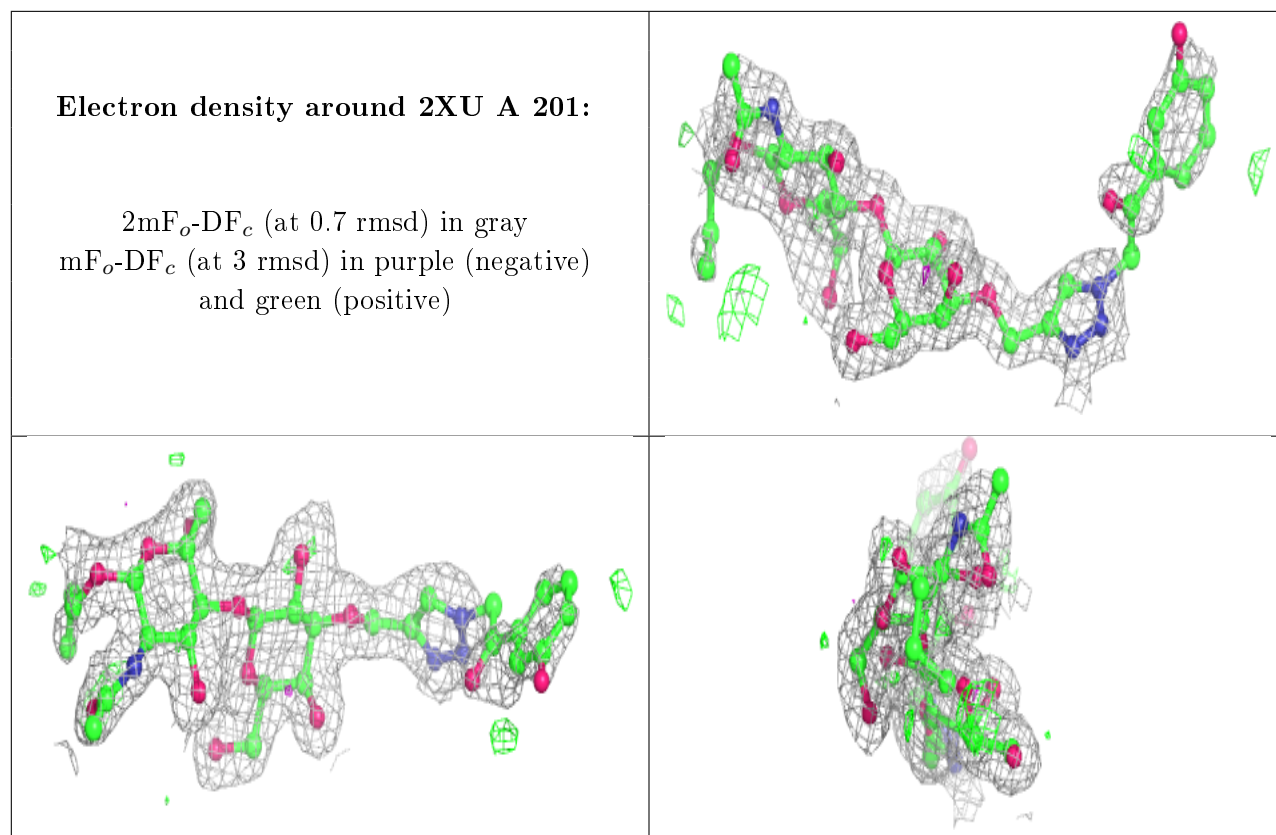 Electron density around 2XU A 201:
2mFo-DFc (at 0.7 rmsd) in gray
mFo-DFc (at 3 rmsd) in purple (negative)
and green (positive)